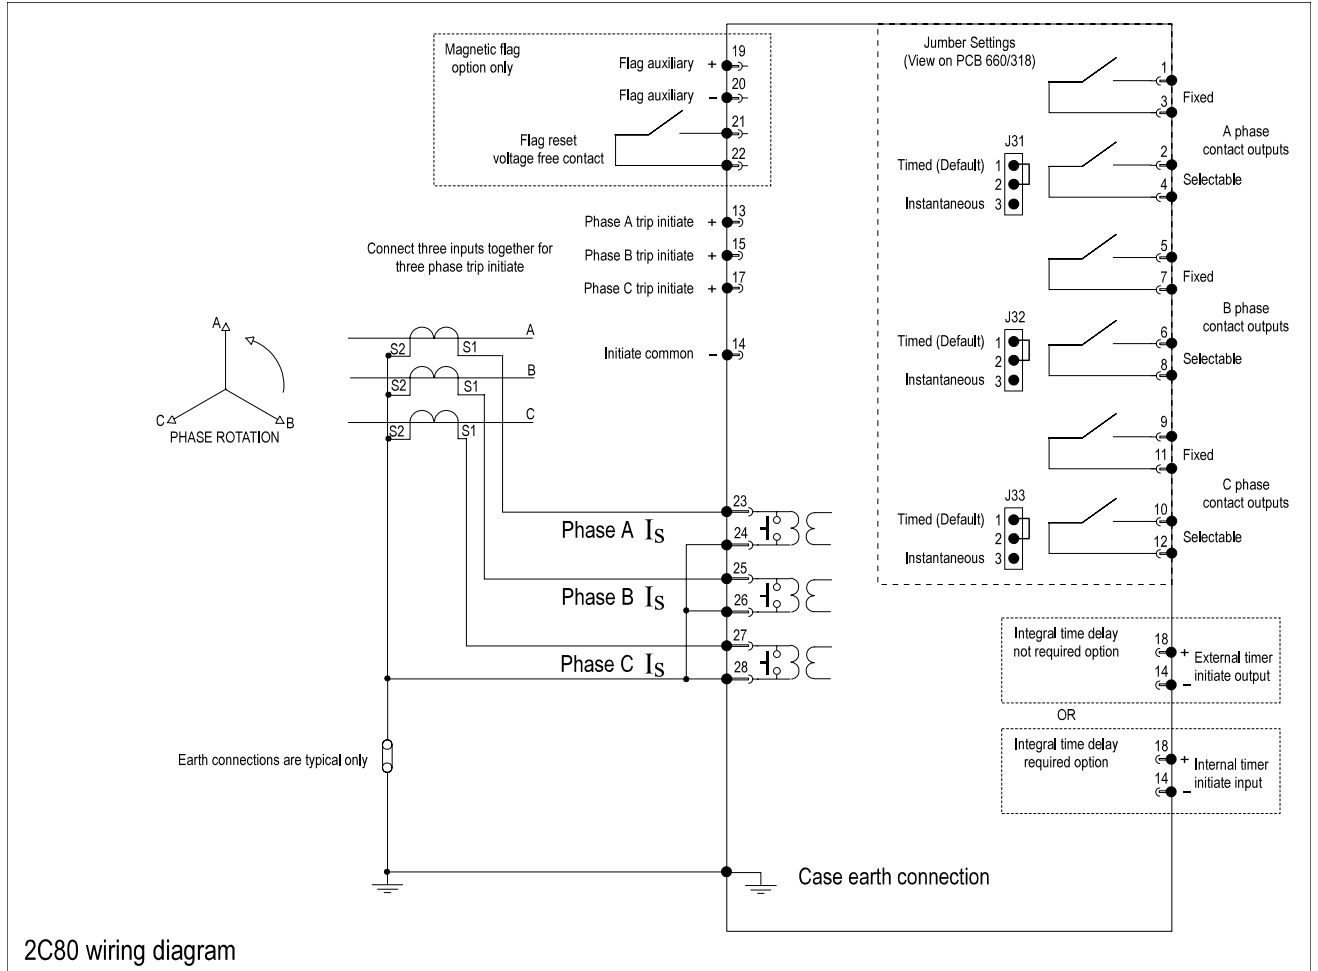 Magnetic flag
option only
Flag auxiliary + 19
Flag auxiliary – 20
21
Flag reset
voltage free contact
22
Phase A trip initiate + 13
Connect three inputs together for
three phase trip initiate
Phase B trip initiate + 15
Phase C trip initiate + 17
Initiate common – 14
A
C
B
PHASE ROTATION
A
S2 S1
B
S2 S1
C
S2 S1
23
Phase A IS
24
25
Phase B IS
26
27
Phase C IS
28
Earth connections are typical only
Case earth connection
Jumber Settings
(View on PCB 660/318)
1
3
Fixed
A phase
contact outputs
J31
Timed (Default) 1
2
Instantaneous 3
2
4
Selectable
5
7
Fixed
B phase
contact outputs
J32
Timed (Default) 1
2
Instantaneous 3
6
8
Selectable
9
11
Fixed
C phase
contact outputs
J33
Timed (Default) 1
2
Instantaneous 3
10
12
Selectable
Integral time delay
not required option
18
+ External timer
14
– initiate output
OR
Integral time delay
required option
18
+ Internal timer
14
– initiate input
2C80 wiring diagram